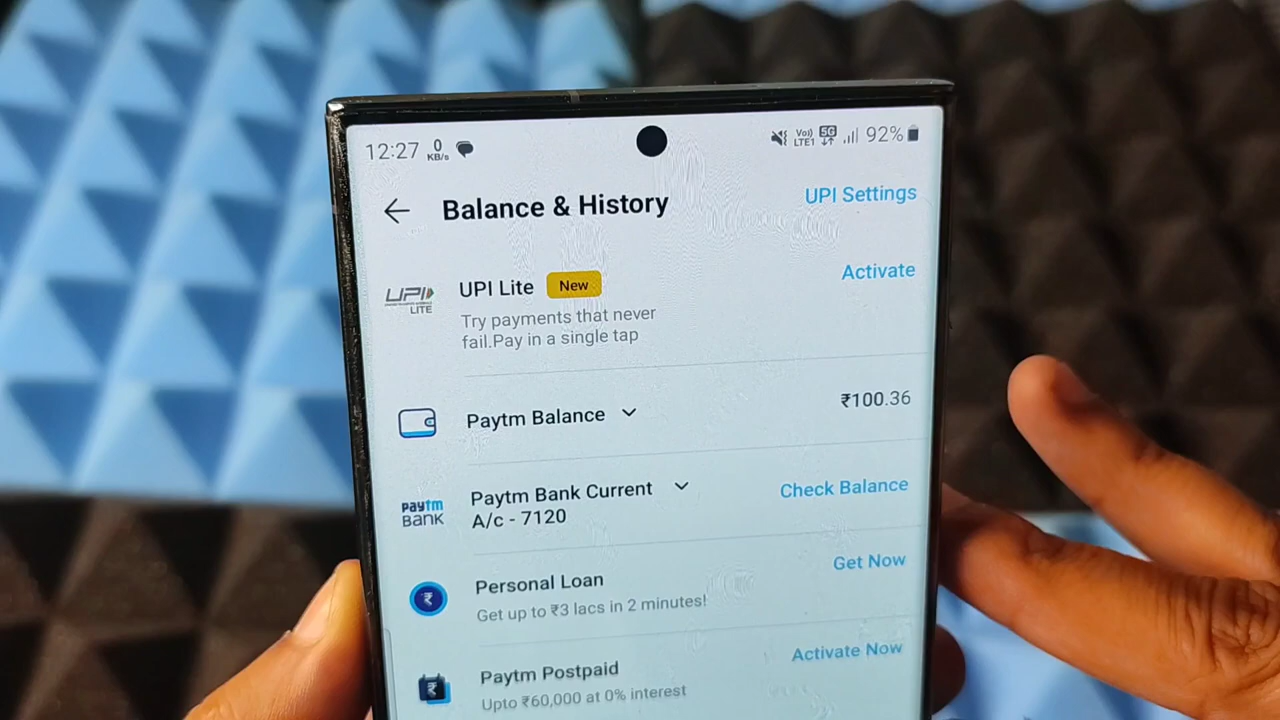 12:27 0 KB/s Vo) LTE1 5G 92%
Balance & History UPI Settings
UPI LITE UPI Lite New Activate
Try payments that never
fail.Pay in a single tap
Paytm Balance ₹100.36
paytm BANK Paytm Bank Current Check Balance
A/c - 7120
Personal Loan Get Now
Get up to ₹3 lacs in 2 minutes!
Paytm Postpaid Activate Now
Upto ₹60,000 at 0% interest